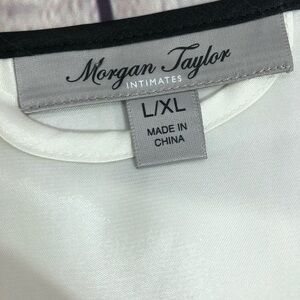 Morgan Taylor
INTIMATES
L/XL
MADE IN
CHINA